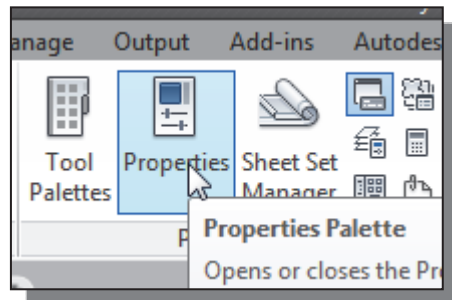 anage Output Add-ins Autodes
Tool Palettes
Properties
Sheet Set Manager
P
Properties Palette
Opens or closes the Pr